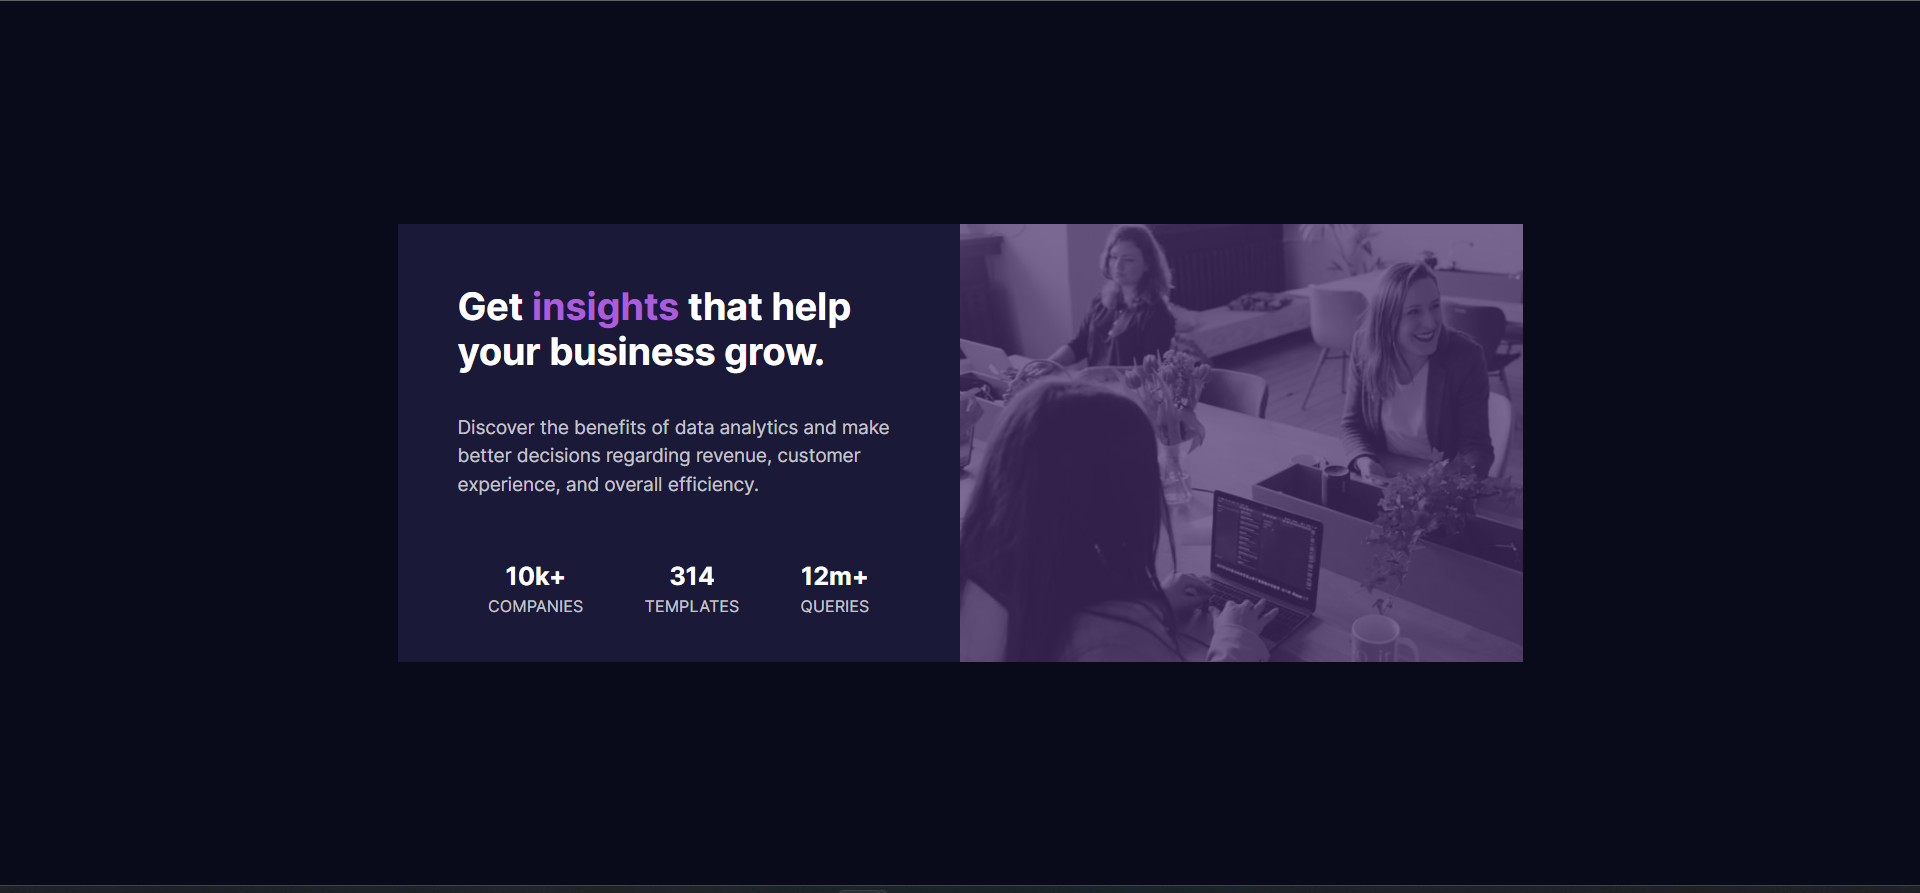 Get insights that help
your business grow.
Discover the benefits of data analytics and make
better decisions regarding revenue, customer
experience, and overall efficiency.
10k+ 314 12m+
COMPANIES TEMPLATES QUERIES